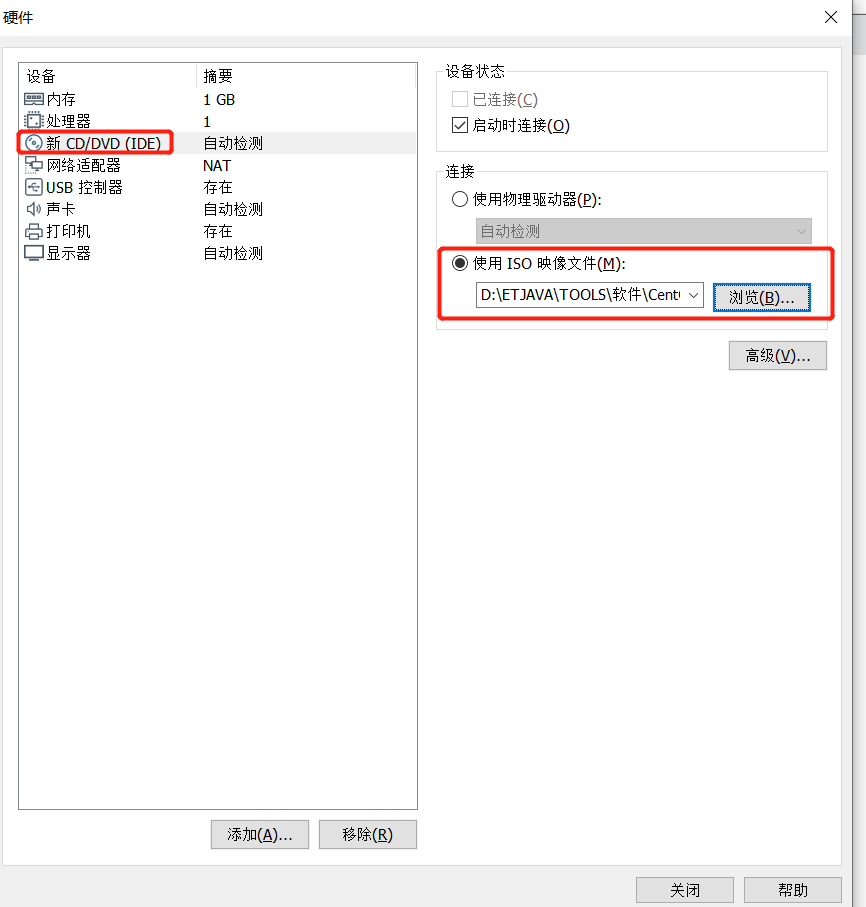 硬件
设备 摘要
内存 1 GB
处理器 1
新 CD/DVD (IDE) 自动检测
网络适配器 NAT
USB 控制器 存在
声卡 自动检测
打印机 存在
显示器 自动检测
添加(A)... 移除(R)
设备状态
已连接(C)
启动时连接(O)
连接
使用物理驱动器(P):
自动检测
使用 ISO 映像文件(M):
D:\ETJAVA\TOOLS\软件\Cent 浏览(B)...
高级(V)...
关闭 帮助